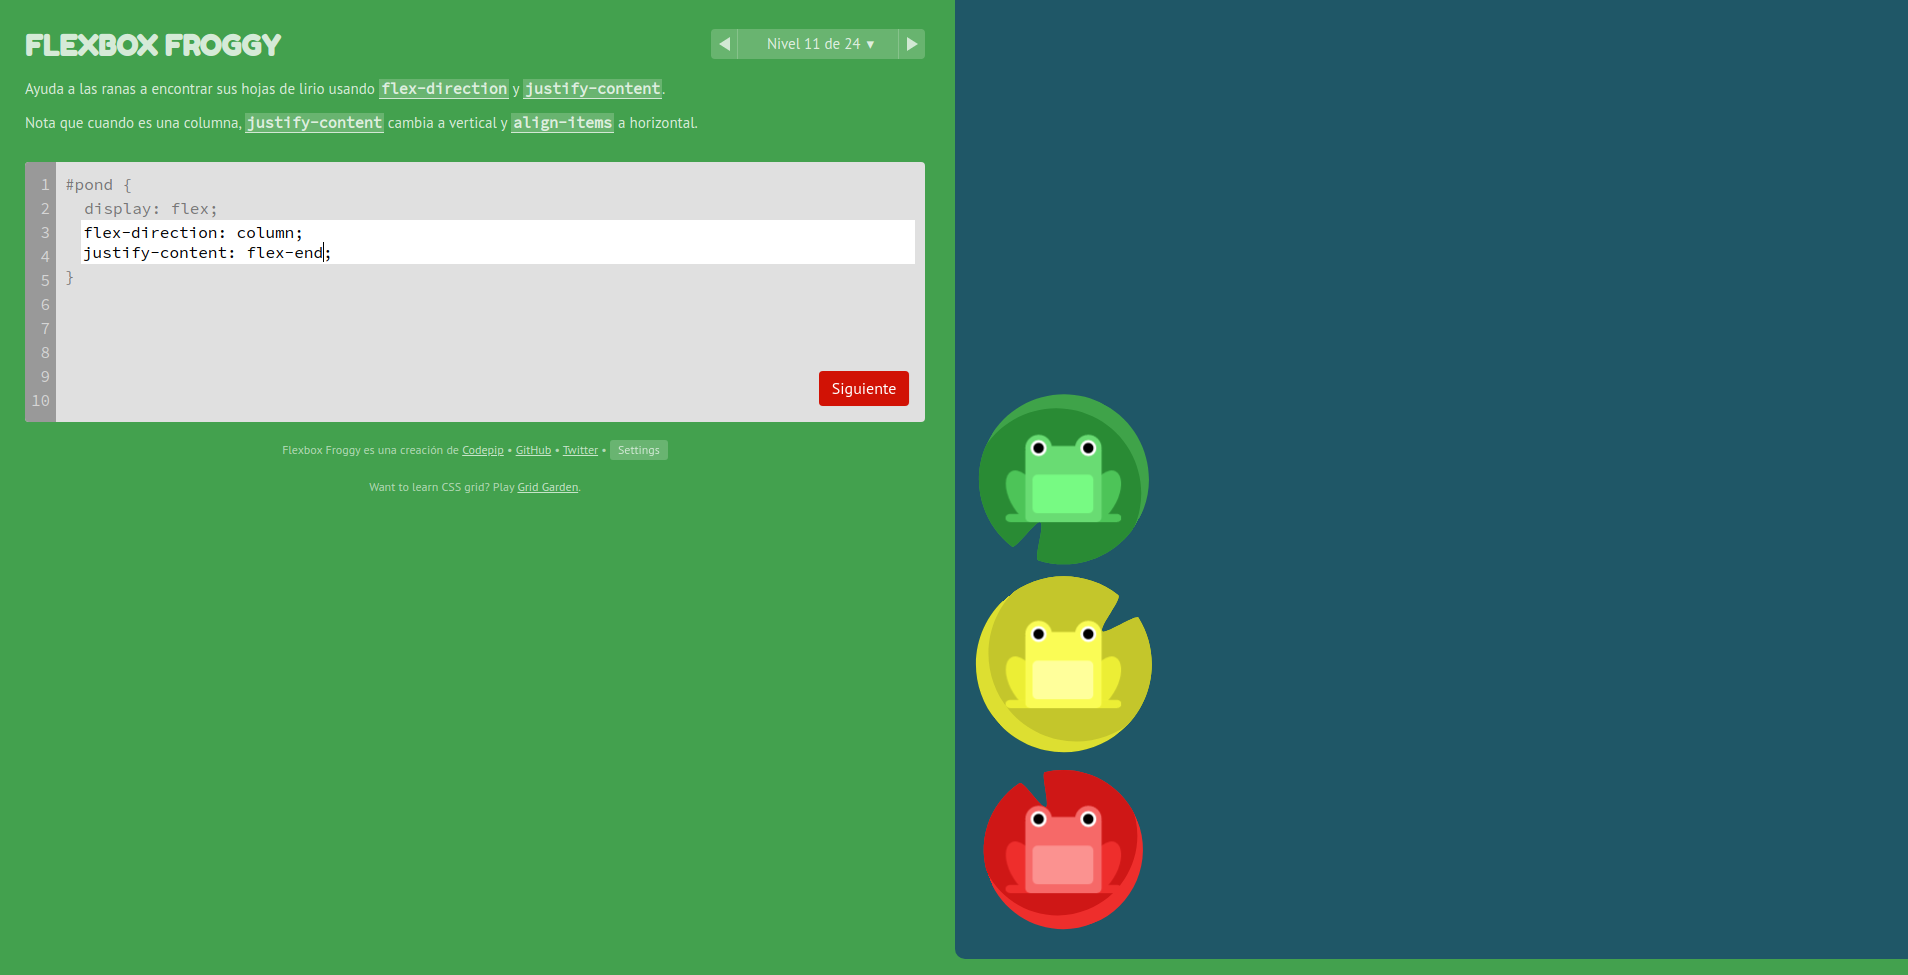 FLEXBOX FROGGY
◀ Nivel 11 de 24 ▾ ▶
Ayuda a las ranas a encontrar sus hojas de lirio usando flex-direction y justify-content.
Nota que cuando es una columna, justify-content cambia a vertical y align-items a horizontal.
1 #pond {
2 display: flex;
3 flex-direction: column;
4 justify-content: flex-end;
5 }
6
7
8
9
10
Siguiente
Flexbox Froggy es una creación de Codepip • GitHub • Twitter • Settings
Want to learn CSS grid? Play Grid Garden.